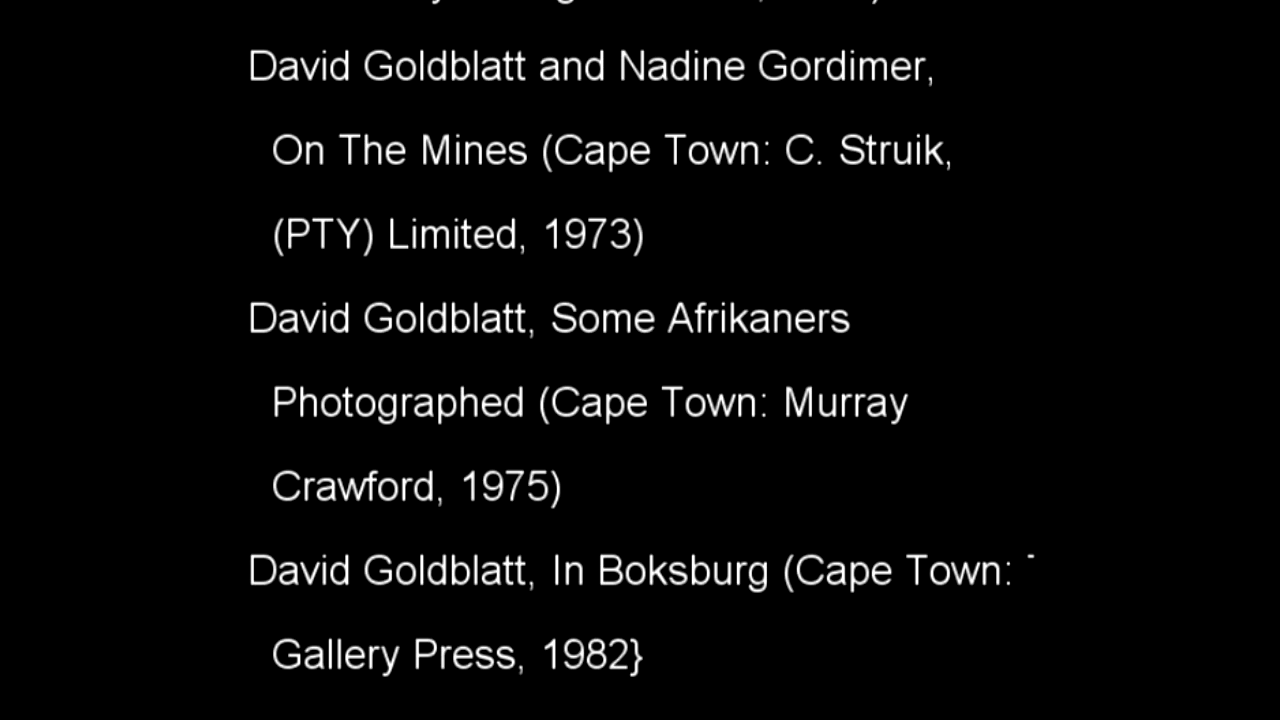 David Goldblatt and Nadine Gordimer,
On The Mines (Cape Town: C. Struik,
(PTY) Limited, 1973)
David Goldblatt, Some Afrikaners
Photographed (Cape Town: Murray
Crawford, 1975)
David Goldblatt, In Boksburg (Cape Town:
Gallery Press, 1982}